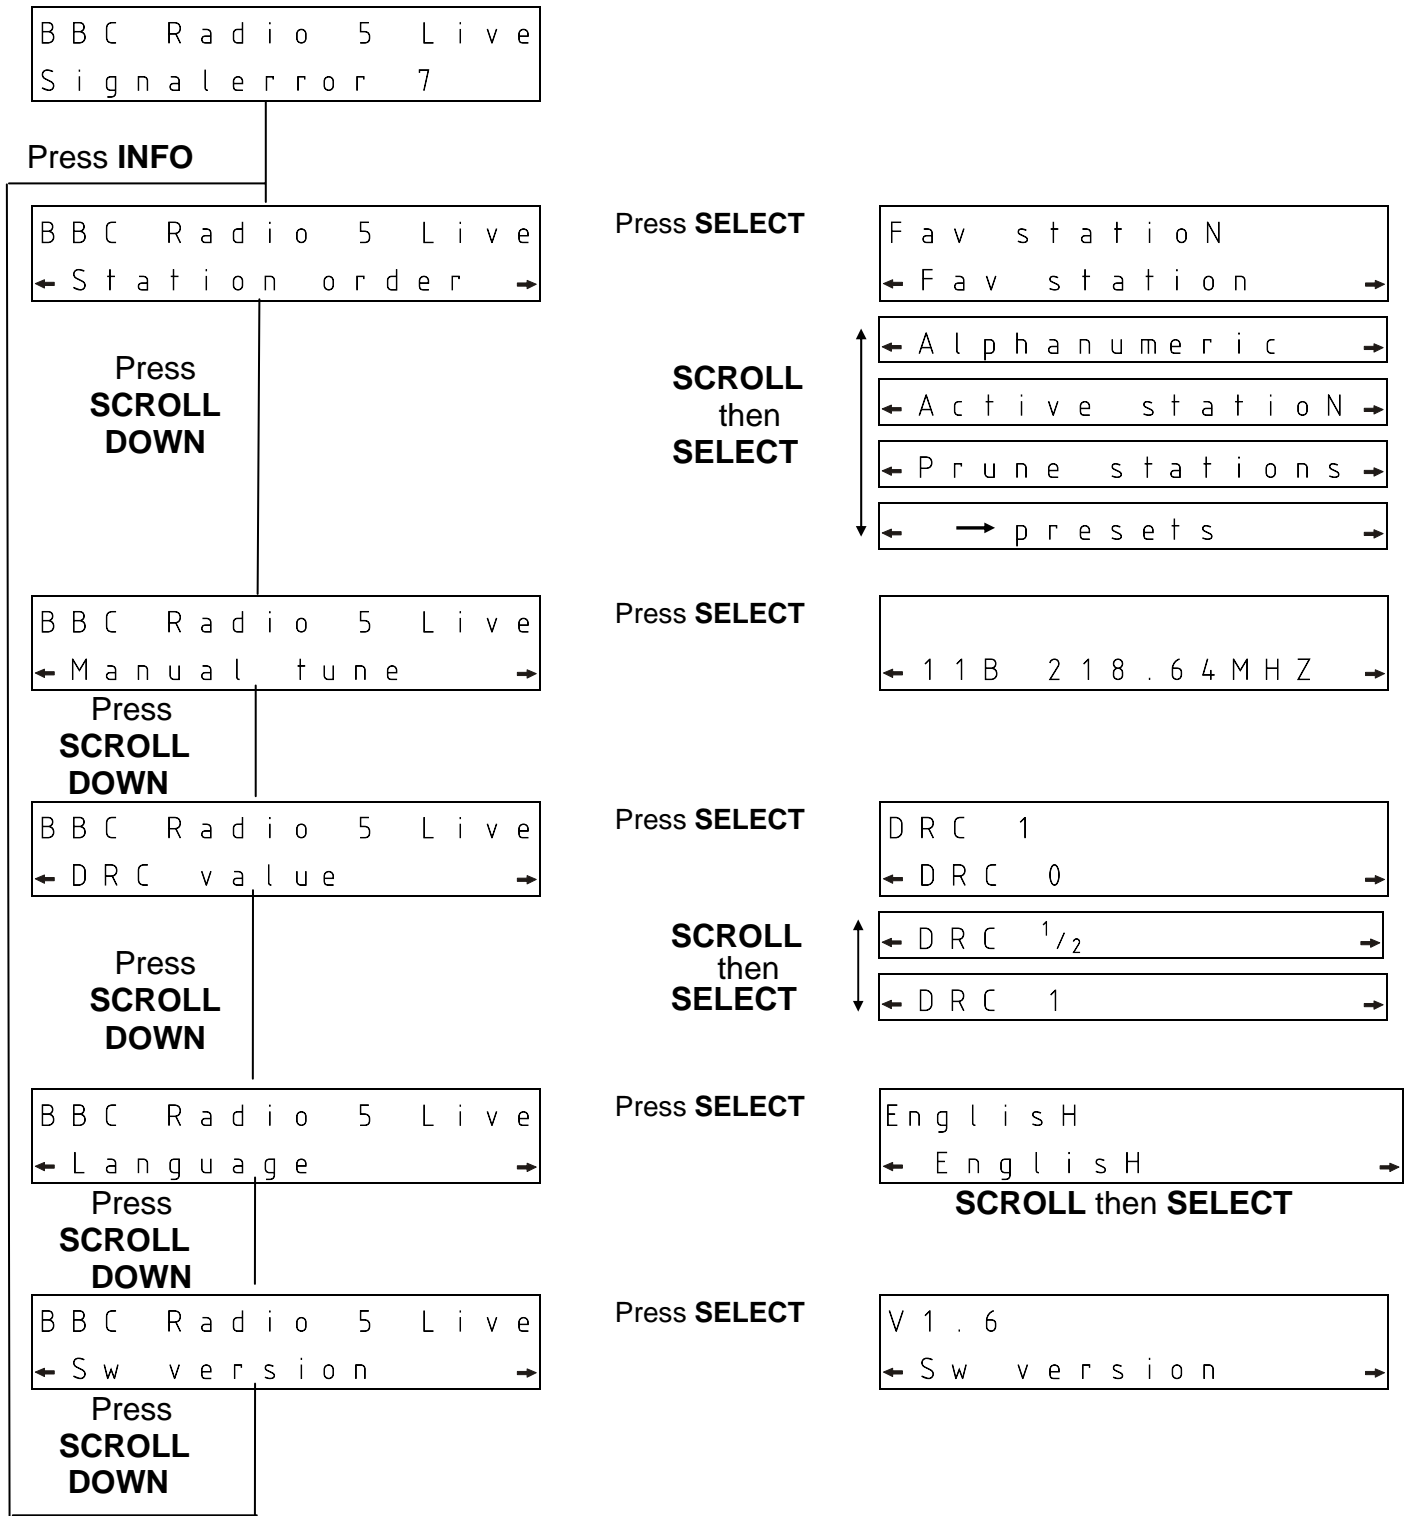 BBC Radio 5 Live
Signalerror 7
Press INFO
BBC Radio 5 Live
← Station order →
Press SELECT
Fav statioN
← Fav station →
Press
SCROLL
DOWN
SCROLL
then
SELECT
← Alphanumeric →
← Active statioN →
← Prune stations →
← → presets →
BBC Radio 5 Live
← Manual tune →
Press SELECT
← 11B 218.64MHZ →
Press
SCROLL
DOWN
BBC Radio 5 Live
← DRC value →
Press SELECT
DRC 1
← DRC 0 →
Press
SCROLL
DOWN
SCROLL
then
SELECT
← DRC 1/2 →
← DRC 1 →
BBC Radio 5 Live
← Language →
Press SELECT
EnglisH
← EnglisH →
SCROLL then SELECT
Press
SCROLL
DOWN
BBC Radio 5 Live
← Sw version →
Press SELECT
V1.6
← Sw version →
Press
SCROLL
DOWN